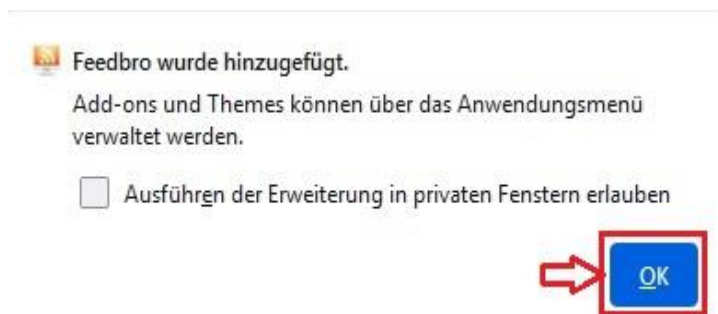 Feedbro wurde hinzugefügt.
Add-ons und Themes können über das Anwendungsmenü
verwaltet werden.
Ausführen der Erweiterung in privaten Fenstern erlauben
OK